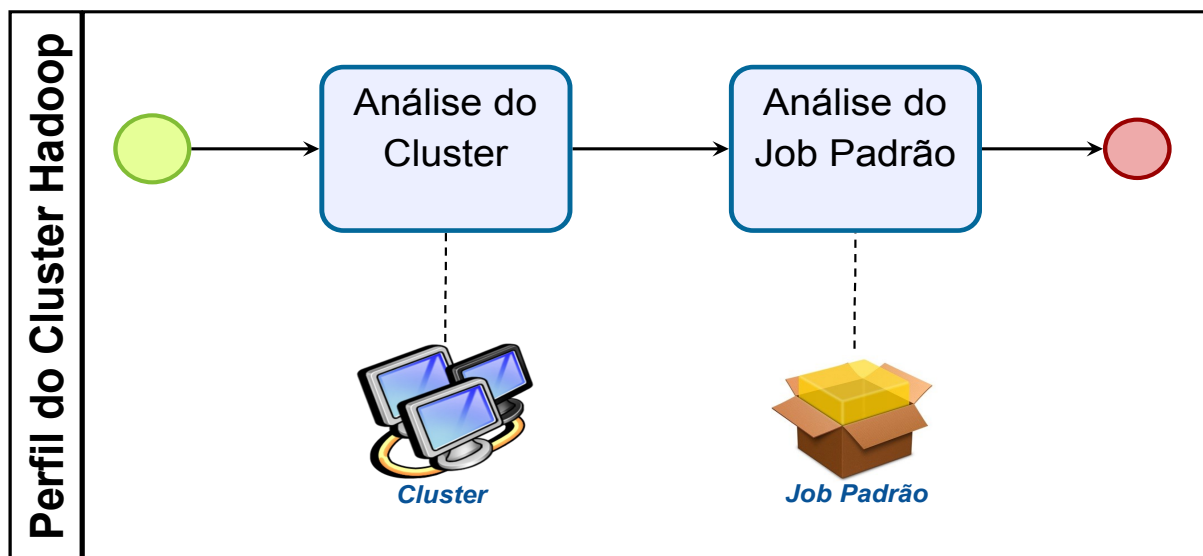 Perfil do Cluster Hadoop
Análise do
Cluster
Análise do
Job Padrão
Cluster
Job Padrão